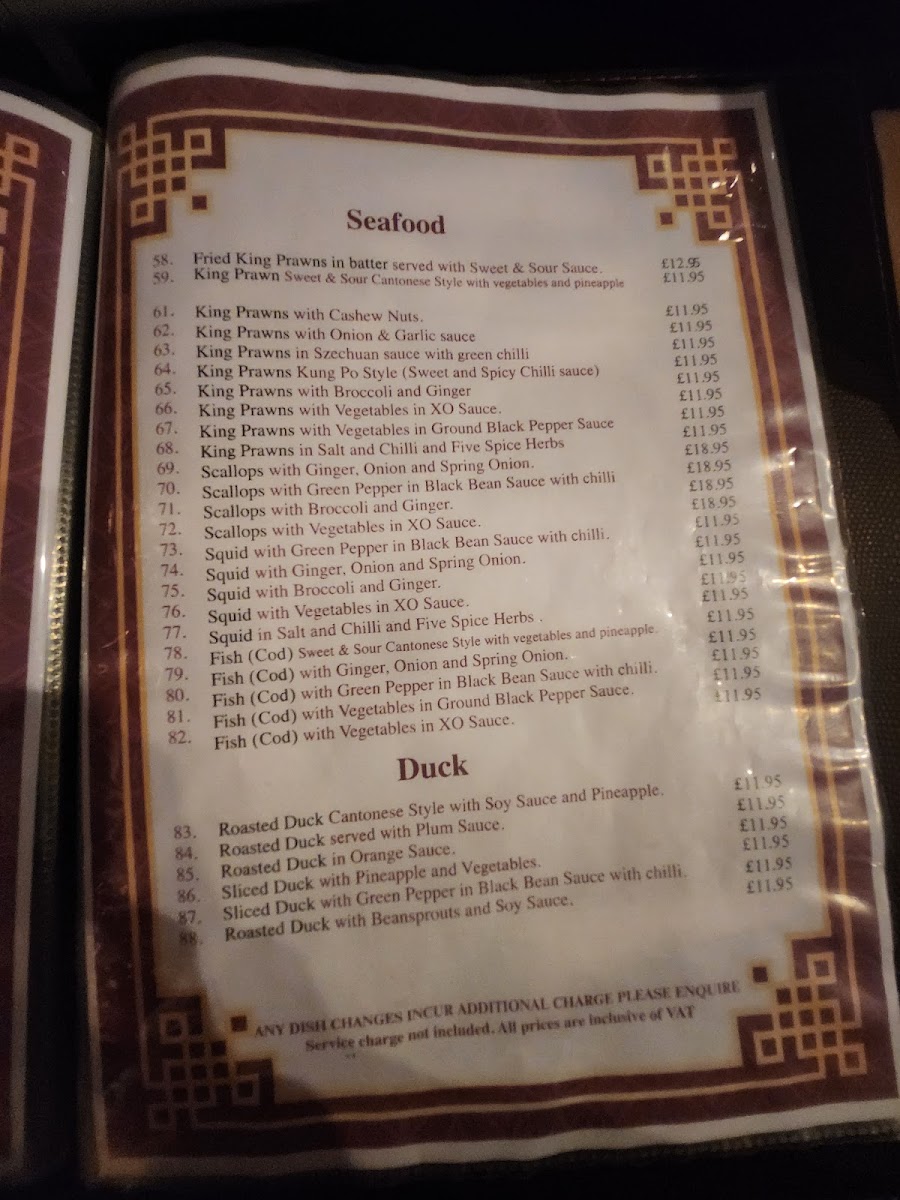 Seafood
58. Fried King Prawns in batter served with Sweet & Sour Sauce. £12.95
59. King Prawn Sweet & Sour Cantonese Style with vegetables and pineapple £11.95
61. King Prawns with Cashew Nuts. £11.95
62. King Prawns with Onion & Garlic sauce £11.95
63. King Prawns in Szechuan sauce with green chilli £11.95
64. King Prawns Kung Po Style (Sweet and Spicy Chilli sauce) £11.95
65. King Prawns with Broccoli and Ginger £11.95
66. King Prawns with Vegetables in XO Sauce. £11.95
67. King Prawns with Vegetables in Ground Black Pepper Sauce £11.95
68. King Prawns in Salt and Chilli and Five Spice Herbs £11.95
69. Scallops with Ginger, Onion and Spring Onion. £18.95
70. Scallops with Green Pepper in Black Bean Sauce with chilli £18.95
71. Scallops with Broccoli and Ginger. £18.95
72. Scallops with Vegetables in XO Sauce. £18.95
73. Squid with Green Pepper in Black Bean Sauce with chilli. £11.95
74. Squid with Ginger, Onion and Spring Onion. £11.95
75. Squid with Broccoli and Ginger. £11.95
76. Squid with Vegetables in XO Sauce. £11.95
77. Squid in Salt and Chilli and Five Spice Herbs . £11.95
78. Fish (Cod) Sweet & Sour Cantonese Style with vegetables and pineapple. £11.95
79. Fish (Cod) with Ginger, Onion and Spring Onion. £11.95
80. Fish (Cod) with Green Pepper in Black Bean Sauce with chilli. £11.95
81. Fish (Cod) with Vegetables in Ground Black Pepper Sauce. £11.95
82. Fish (Cod) with Vegetables in XO Sauce. £11.95
Duck
83. Roasted Duck Cantonese Style with Soy Sauce and Pineapple. £11.95
84. Roasted Duck served with Plum Sauce. £11.95
85. Roasted Duck in Orange Sauce. £11.95
86. Sliced Duck with Pineapple and Vegetables. £11.95
87. Sliced Duck with Green Pepper in Black Bean Sauce with chilli. £11.95
88. Roasted Duck with Beansprouts and Soy Sauce. £11.95
ANY DISH CHANGES INCUR ADDITIONAL CHARGE PLEASE ENQUIRE
Service charge not included. All prices are inclusive of VAT